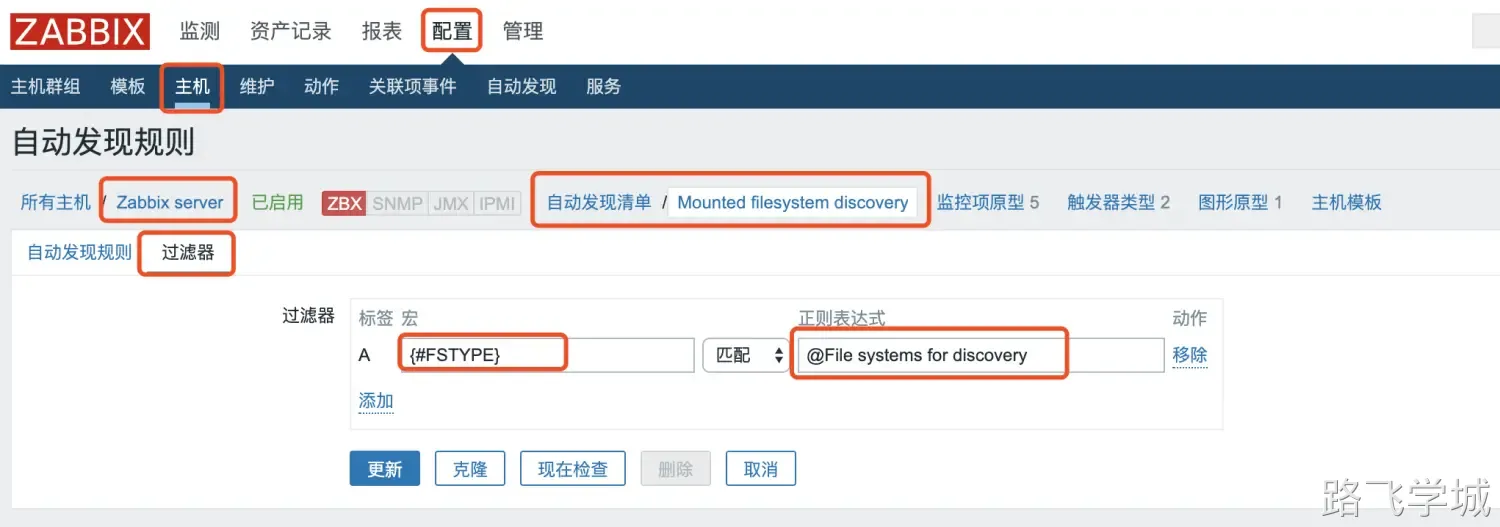 ZABBIX 监测 资产记录 报表 配置 管理
主机群组 模板 主机 维护 动作 关联项事件 自动发现 服务
自动发现规则
所有主机 / Zabbix server 已启用 ZBX SNMP JMX IPMI 自动发现清单 / Mounted filesystem discovery 监控项原型 5 触发器类型 2 图形原型 1 主机模板
自动发现规则 过滤器
过滤器 标签 宏 正则表达式 动作
A {#FSTYPE} 匹配 @File systems for discovery 移除
添加
更新 克隆 现在检查 删除 取消
路飞学城